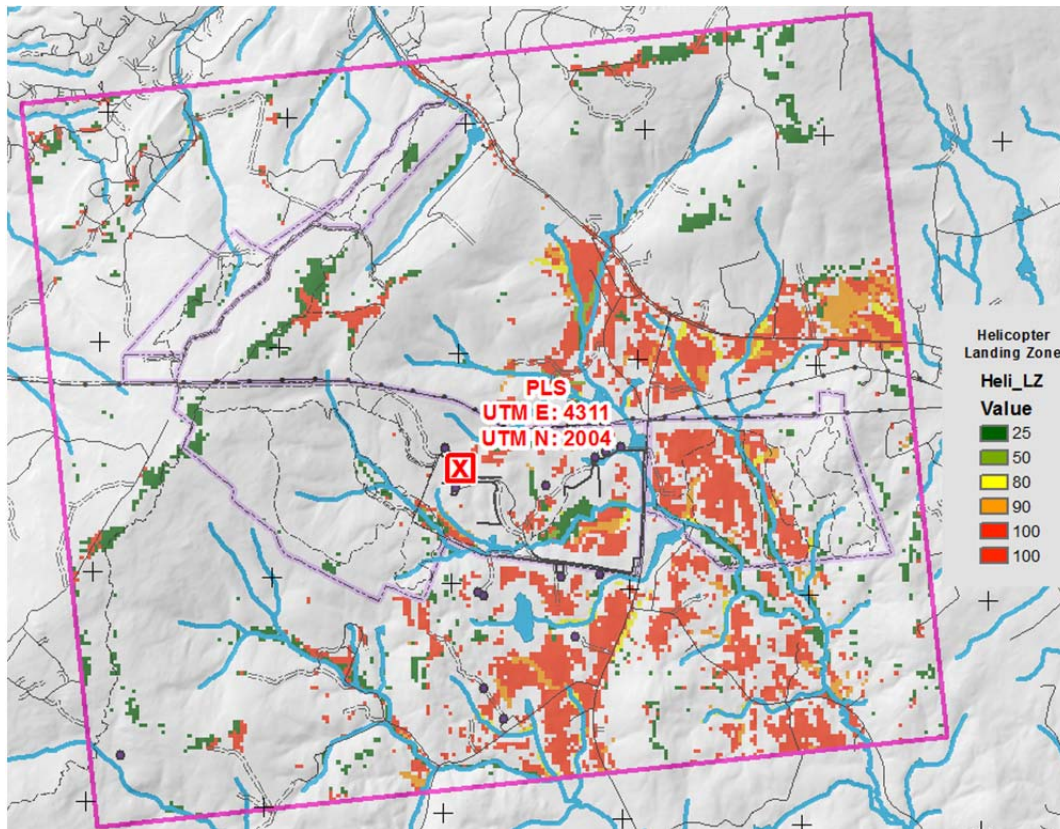 PLS
UTM E: 4311
UTM N: 2004
X
Helicopter
Landing Zone
Heli_LZ
Value
25
50
80
90
100
100